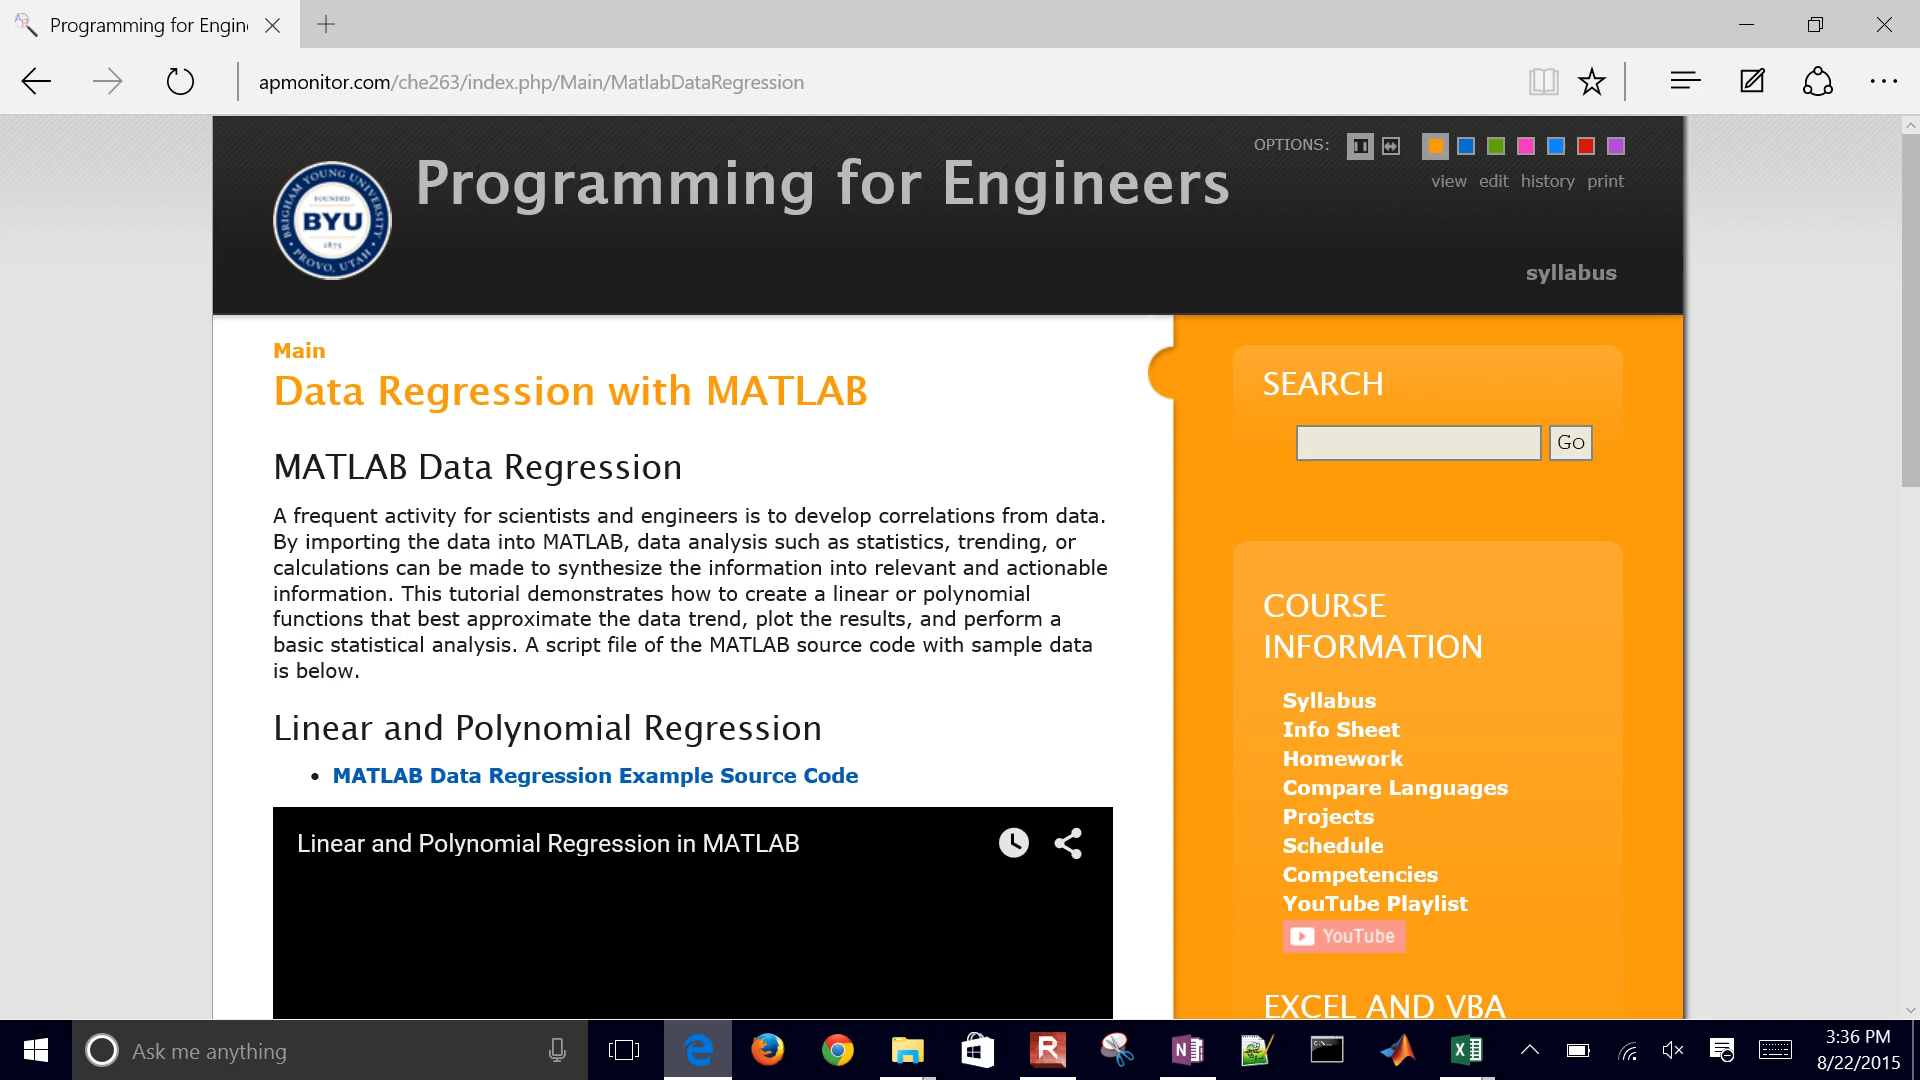 Programming for Engin
apmonitor.com/che263/index.php/Main/MatlabDataRegression
OPTIONS:
BRIGHAM YOUNG UNIVERSITY
FOUNDED
BYU
1875
PROVO, UTAH
Programming for Engineers
view edit history print
syllabus
Main
Data Regression with MATLAB
MATLAB Data Regression
A frequent activity for scientists and engineers is to develop correlations from data.
By importing the data into MATLAB, data analysis such as statistics, trending, or
calculations can be made to synthesize the information into relevant and actionable
information. This tutorial demonstrates how to create a linear or polynomial
functions that best approximate the data trend, plot the results, and perform a
basic statistical analysis. A script file of the MATLAB source code with sample data
is below.
Linear and Polynomial Regression
• MATLAB Data Regression Example Source Code
Linear and Polynomial Regression in MATLAB
SEARCH
Go
COURSE
INFORMATION
Syllabus
Info Sheet
Homework
Compare Languages
Projects
Schedule
Competencies
YouTube Playlist
YouTube
EXCEL AND VBA
Ask me anything
3:36 PM
8/22/2015